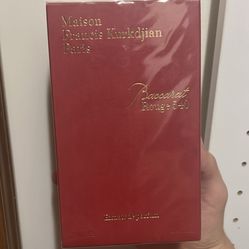 Maison
Francis Kurkdjian
Paris
Baccarat
Rouge 540
Extrait de parfum